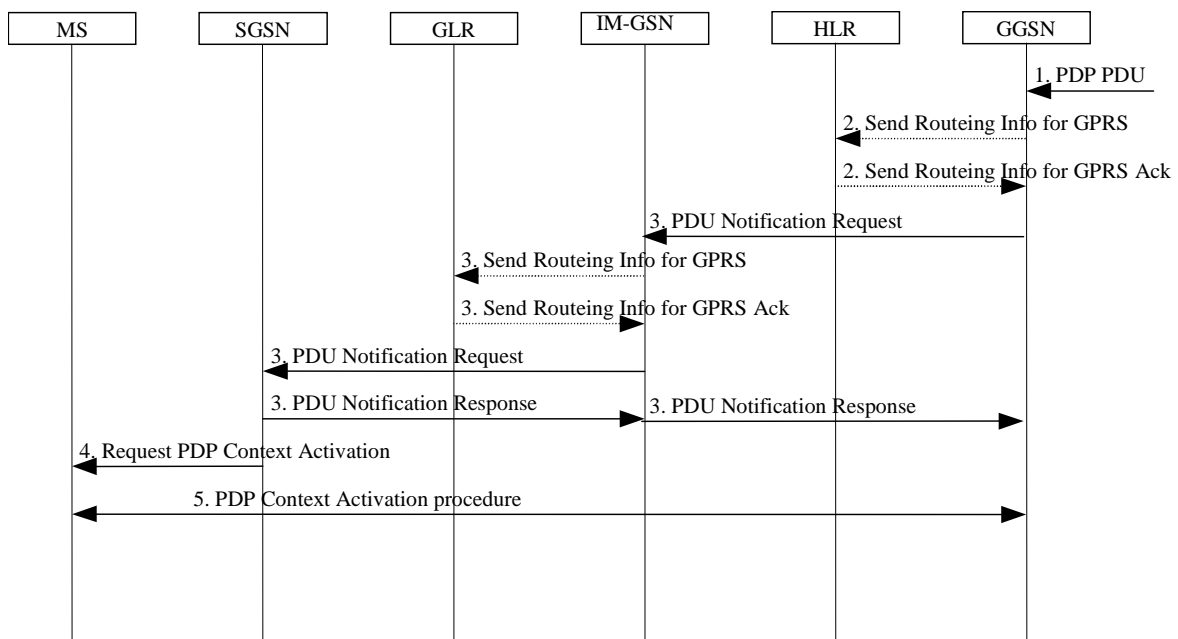 MS
SGSN
GLR
IM-GSN
HLR
GGSN
1. PDP PDU
2. Send Routeing Info for GPRS
2. Send Routeing Info for GPRS Ack
3. PDU Notification Request
3. Send Routeing Info for GPRS
3. Send Routeing Info for GPRS Ack
3. PDU Notification Request
3. PDU Notification Response
3. PDU Notification Response
4. Request PDP Context Activation
5. PDP Context Activation procedure